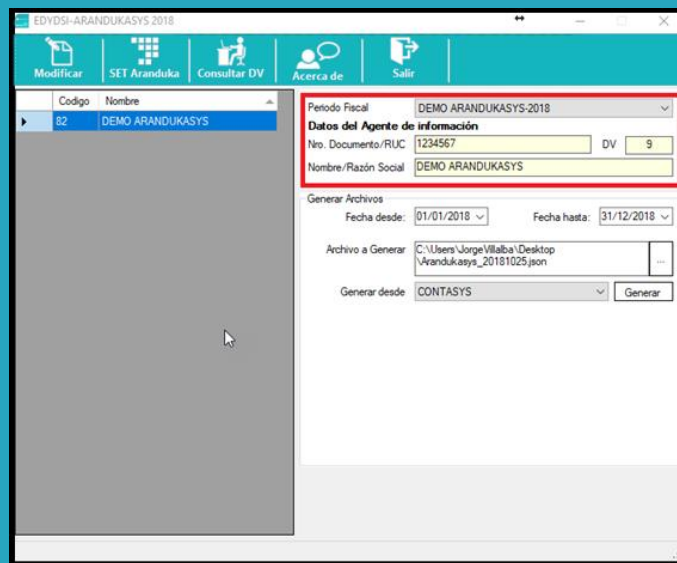 EDYDSI-ARANDUKASYS 2018
Modificar SET Aranduka Consultar DV Acerca de Salir
Codigo Nombre
82 DEMO ARANDUKASYS
Periodo Fiscal DEMO ARANDUKASYS-2018
Datos del Agente de información
Nro. Documento/RUC 1234567 DV 9
Nombre/Razón Social DEMO ARANDUKASYS
Generar Archivos
Fecha desde: 01/01/2018 Fecha hasta: 31/12/2018
Archivo a Generar C:\Users\JorgeVillalba\Desktop
\Arandukasys_20181025.json ...
Generar desde CONTASYS Generar